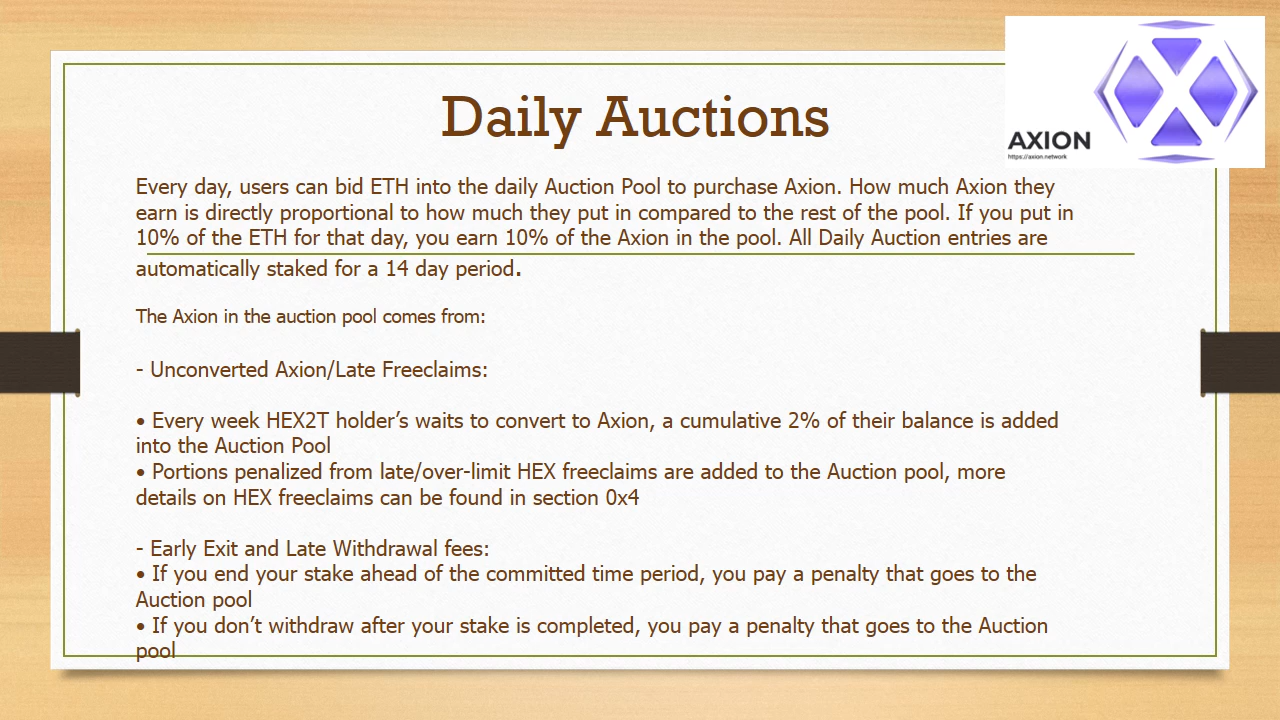 Daily Auctions
AXION
https://axion.network
Every day, users can bid ETH into the daily Auction Pool to purchase Axion. How much Axion they
earn is directly proportional to how much they put in compared to the rest of the pool. If you put in
10% of the ETH for that day, you earn 10% of the Axion in the pool. All Daily Auction entries are
automatically staked for a 14 day period.
The Axion in the auction pool comes from:
- Unconverted Axion/Late Freeclaims:
• Every week HEX2T holder’s waits to convert to Axion, a cumulative 2% of their balance is added
into the Auction Pool
• Portions penalized from late/over-limit HEX freeclaims are added to the Auction pool, more
details on HEX freeclaims can be found in section 0x4
- Early Exit and Late Withdrawal fees:
• If you end your stake ahead of the committed time period, you pay a penalty that goes to the
Auction pool
• If you don’t withdraw after your stake is completed, you pay a penalty that goes to the Auction
pool